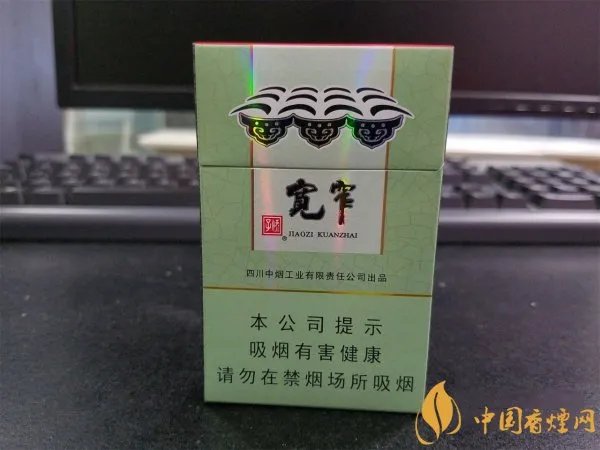 宽窄
娇子
® JIAOZI KUANZHAI
四川中烟工业有限责任公司出品
本公司提示
吸烟有害健康
请勿在禁烟场所吸烟
中国香烟网